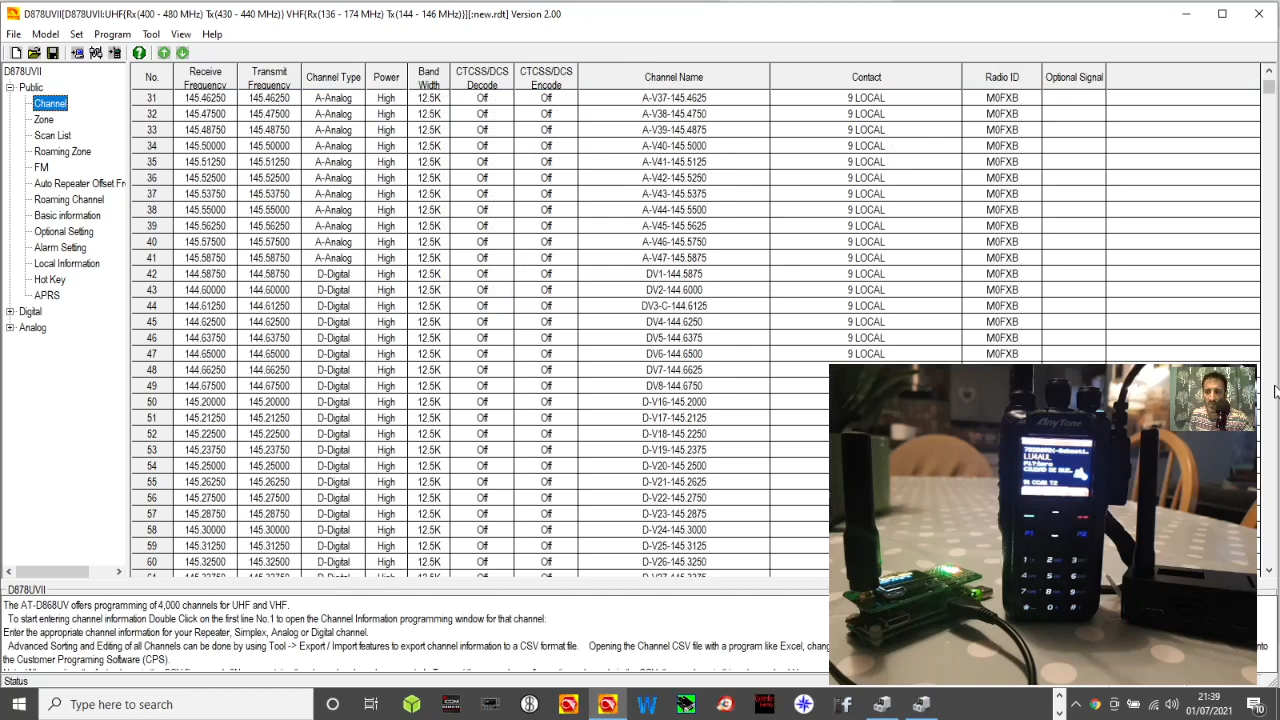 D878UVII[D878UVII:UHF{Rx(400 - 480 MHz) Tx(430 - 440 MHz)} VHF{Rx(136 - 174 MHz) Tx(144 - 146 MHz)}][:new.rdt] Version 2.00
File Model Set Program Tool View Help
D878UVII
Public
Channel
Zone
Scan List
Roaming Zone
FM
Auto Repeater Offset Fr
Roaming Channel
Basic information
Optional Setting
Alarm Setting
Local Information
Hot Key
APRS
Digital
Analog
No. Receive Frequency Transmit Frequency Channel Type Power Band Width CTCSS/DCS Decode CTCSS/DCS Encode Channel Name Contact Radio ID Optional Signal
31 145.46250 145.46250 A-Analog High 12.5K Off Off A-V37-145.4625 9 LOCAL M0FXB
32 145.47500 145.47500 A-Analog High 12.5K Off Off A-V38-145.4750 9 LOCAL M0FXB
33 145.48750 145.48750 A-Analog High 12.5K Off Off A-V39-145.4875 9 LOCAL M0FXB
34 145.50000 145.50000 A-Analog High 12.5K Off Off A-V40-145.5000 9 LOCAL M0FXB
35 145.51250 145.51250 A-Analog High 12.5K Off Off A-V41-145.5125 9 LOCAL M0FXB
36 145.52500 145.52500 A-Analog High 12.5K Off Off A-V42-145.5250 9 LOCAL M0FXB
37 145.53750 145.53750 A-Analog High 12.5K Off Off A-V43-145.5375 9 LOCAL M0FXB
38 145.55000 145.55000 A-Analog High 12.5K Off Off A-V44-145.5500 9 LOCAL M0FXB
39 145.56250 145.56250 A-Analog High 12.5K Off Off A-V45-145.5625 9 LOCAL M0FXB
40 145.57500 145.57500 A-Analog High 12.5K Off Off A-V46-145.5750 9 LOCAL M0FXB
41 145.58750 145.58750 A-Analog High 12.5K Off Off A-V47-145.5875 9 LOCAL M0FXB
42 144.58750 144.58750 D-Digital High 12.5K Off Off DV1-144.5875 9 LOCAL M0FXB
43 144.60000 144.60000 D-Digital High 12.5K Off Off DV2-144.6000 9 LOCAL M0FXB
44 144.61250 144.61250 D-Digital High 12.5K Off Off DV3-C-144.6125 9 LOCAL M0FXB
45 144.62500 144.62500 D-Digital High 12.5K Off Off DV4-144.6250 9 LOCAL M0FXB
46 144.63750 144.63750 D-Digital High 12.5K Off Off DV5-144.6375 9 LOCAL M0FXB
47 144.65000 144.65000 D-Digital High 12.5K Off Off DV6-144.6500 9 LOCAL M0FXB
48 144.66250 144.66250 D-Digital High 12.5K Off Off DV7-144.6625
49 144.67500 144.67500 D-Digital High 12.5K Off Off DV8-144.6750
50 145.20000 145.20000 D-Digital High 12.5K Off Off D-V16-145.2000
51 145.21250 145.21250 D-Digital High 12.5K Off Off D-V17-145.2125
52 145.22500 145.22500 D-Digital High 12.5K Off Off D-V18-145.2250
53 145.23750 145.23750 D-Digital High 12.5K Off Off D-V19-145.2375
54 145.25000 145.25000 D-Digital High 12.5K Off Off D-V20-145.2500
55 145.26250 145.26250 D-Digital High 12.5K Off Off D-V21-145.2625
56 145.27500 145.27500 D-Digital High 12.5K Off Off D-V22-145.2750
57 145.28750 145.28750 D-Digital High 12.5K Off Off D-V23-145.2875
58 145.30000 145.30000 D-Digital High 12.5K Off Off D-V24-145.3000
59 145.31250 145.31250 D-Digital High 12.5K Off Off D-V25-145.3125
60 145.32500 145.32500 D-Digital High 12.5K Off Off D-V26-145.3250
AnyTone
LU4AUL
P1 P2
D878UVII
The AT-D868UV offers programming of 4,000 channels for UHF and VHF.
To start entering channel information Double Click on the first line No.1 to open the Channel Information programming window for that channel:
Enter the appropriate channel information for your Repeater, Simplex, Analog or Digital channel.
Advanced Sorting and Editing of all Channels can be done by using Tool -> Export / Import features to export channel information to a CSV format file. Opening the Channel CSV file with a program like Excel, chang into
the Customer Programing Software (CPS).
Status
Type here to search
21:39
01/07/2021